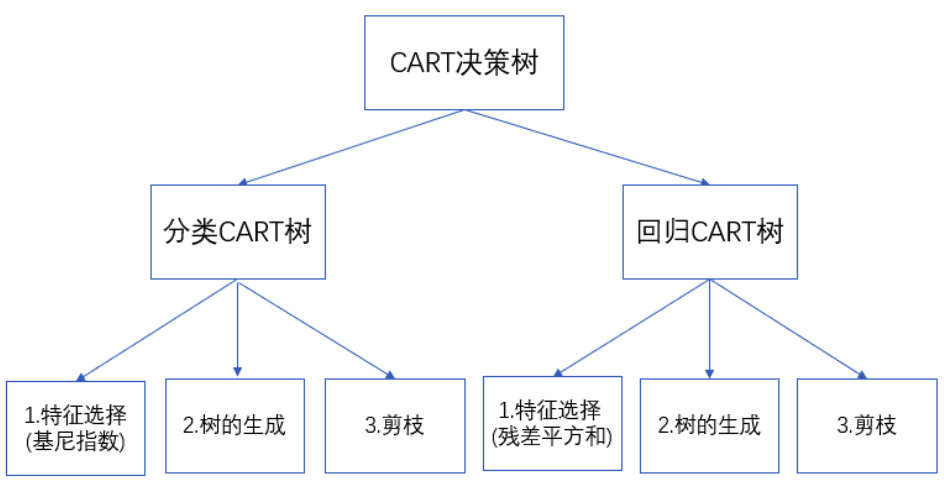 CART决策树
分类CART树
回归CART树
1.特征选择
(基尼指数)
2.树的生成
3.剪枝
1.特征选择
(残差平方和)
2.树的生成
3.剪枝